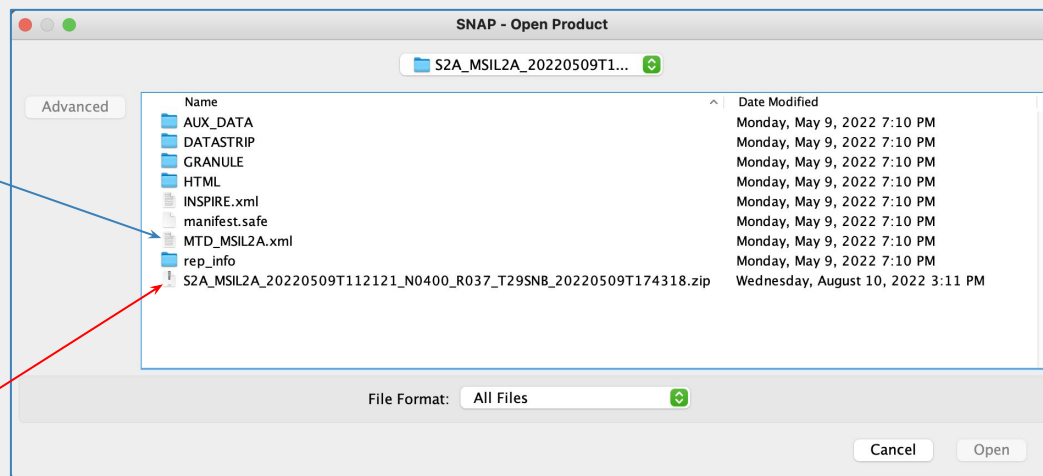 SNAP - Open Product
S2A_MSIL2A_20220509T1...
Advanced
Name Date Modified
AUX_DATA Monday, May 9, 2022 7:10 PM
DATASTRIP Monday, May 9, 2022 7:10 PM
GRANULE Monday, May 9, 2022 7:10 PM
HTML Monday, May 9, 2022 7:10 PM
INSPIRE.xml Monday, May 9, 2022 7:10 PM
manifest.safe Monday, May 9, 2022 7:10 PM
MTD_MSIL2A.xml Monday, May 9, 2022 7:10 PM
rep_info Monday, May 9, 2022 7:10 PM
S2A_MSIL2A_20220509T112121_N0400_R037_T29SNB_20220509T174318.zip Wednesday, August 10, 2022 3:11 PM
File Format: All Files
Cancel Open